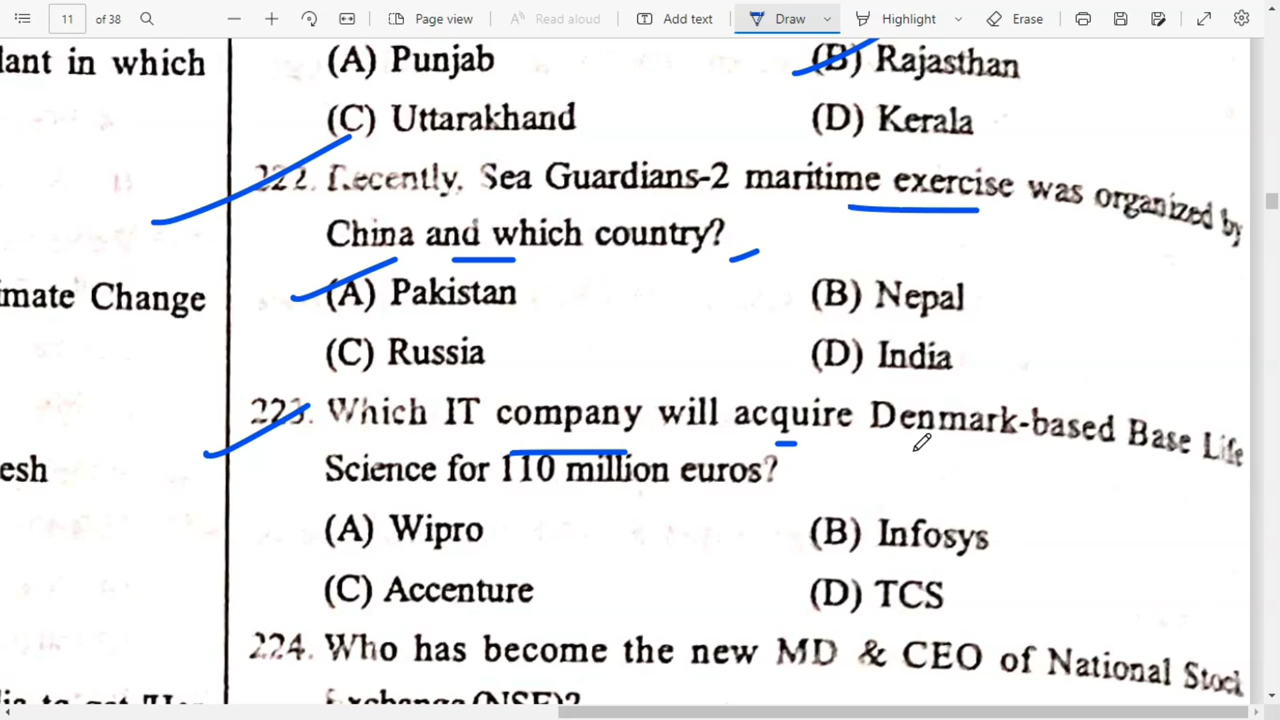 11 of 38 Page view Read aloud Add text Draw Highlight Erase
lant in which
(A) Punjab (B) Rajasthan
(C) Uttarakhand (D) Kerala
222. Recently, Sea Guardians-2 maritime exercise was organized by
China and which country?
imate Change
(A) Pakistan (B) Nepal
(C) Russia (D) India
223. Which IT company will acquire Denmark-based Base Life
esh
Science for 110 million euros?
(A) Wipro (B) Infosys
(C) Accenture (D) TCS
224. Who has become the new MD & CEO of National Stock
Exchange (NSE)?